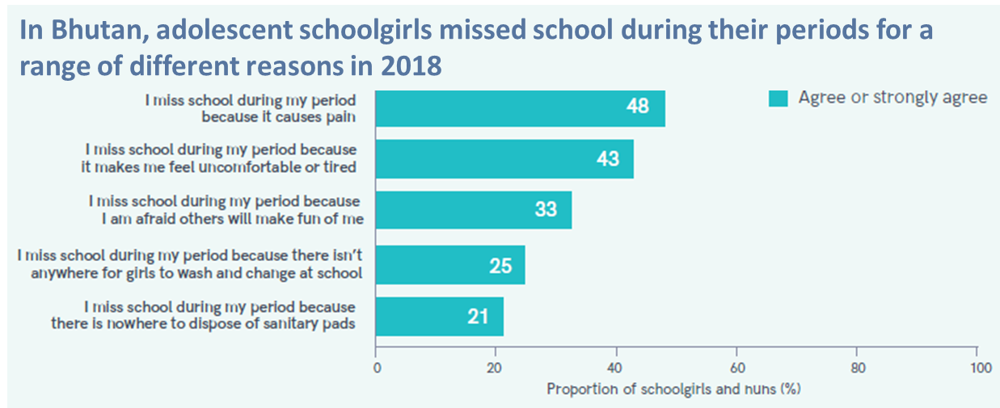 In Bhutan, adolescent schoolgirls missed school during their periods for a
range of different reasons in 2018
Agree or strongly agree
I miss school during my period
because it causes pain
48
I miss school during my period because
it makes me feel uncomfortable or tired
43
I miss school during my period because
I am afraid others will make fun of me
33
I miss school during my period because there isn't
anywhere for girls to wash and change at school
25
I miss school during my period because
there is nowhere to dispose of sanitary pads
21
0 20 40 60 80 100
Proportion of schoolgirls and nuns (%)